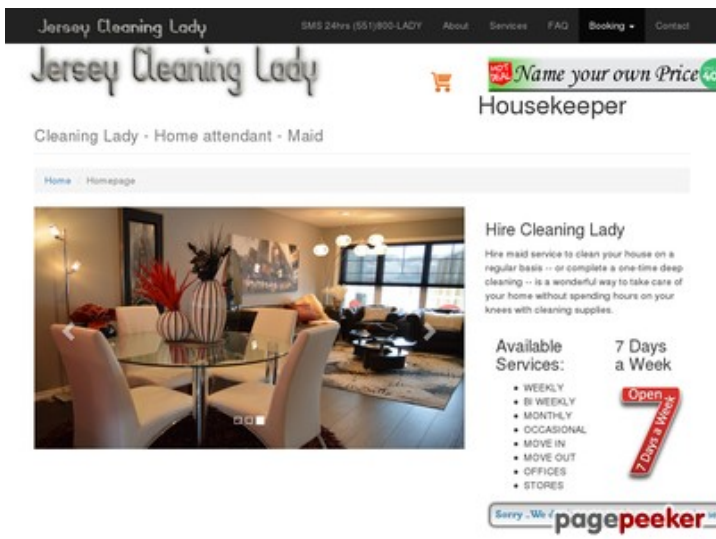 Jersey Cleaning Lady
SMS 24hrs (551)800-LADY About Services FAQ Booking Contact
Jersey Cleaning Lady
HOT DEAL
Name your own Price
Housekeeper
Cleaning Lady - Home attendant - Maid
Home / Homepage
Hire Cleaning Lady
Hire maid service to clean your house on a
regular basis -- or complete a one-time deep
cleaning -- is a wonderful way to take care of
your home without spending hours on your
knees with cleaning supplies.
Available
Services:
7 Days
a Week
WEEKLY
BI WEEKLY
MONTHLY
OCCASIONAL
MOVE IN
MOVE OUT
OFFICES
STORES
Open
7 Days a Week
Sorry ..We
pagepeeker